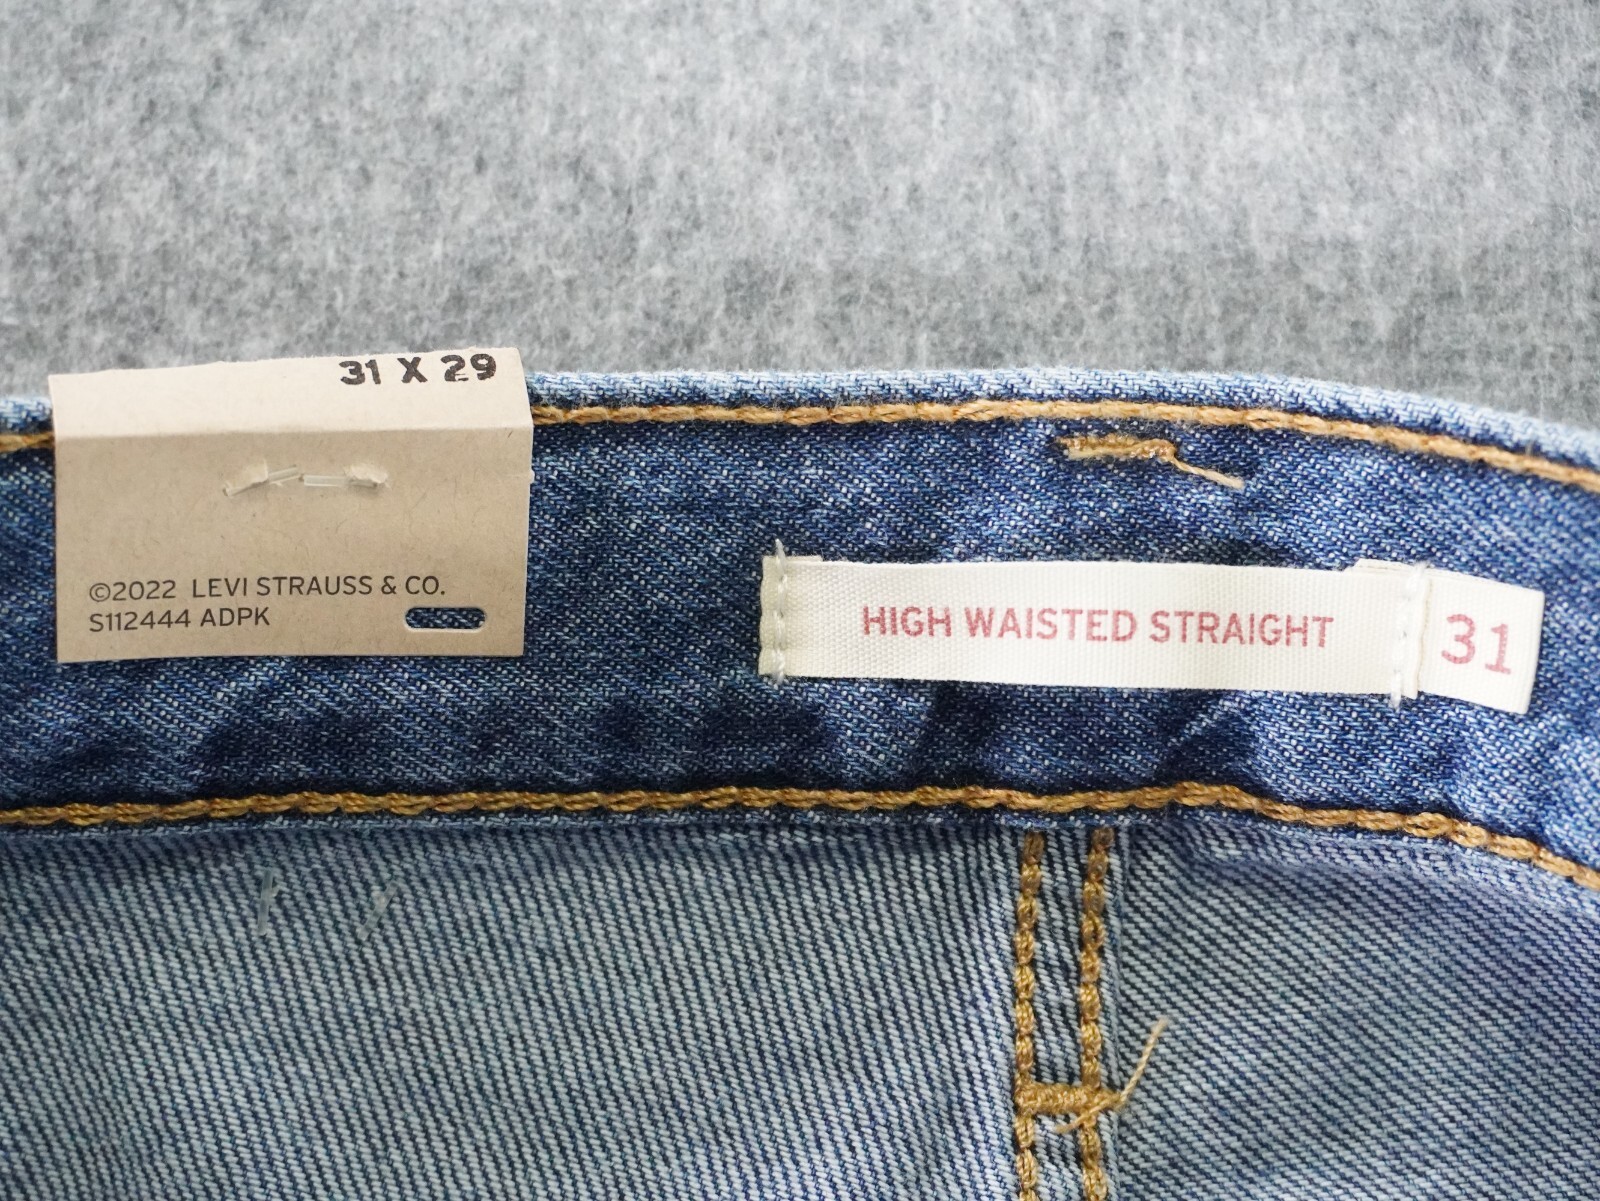 31 X 29
©2022 LEVI STRAUSS & CO.
S112444 ADPK
HIGH WAISTED STRAIGHT
31